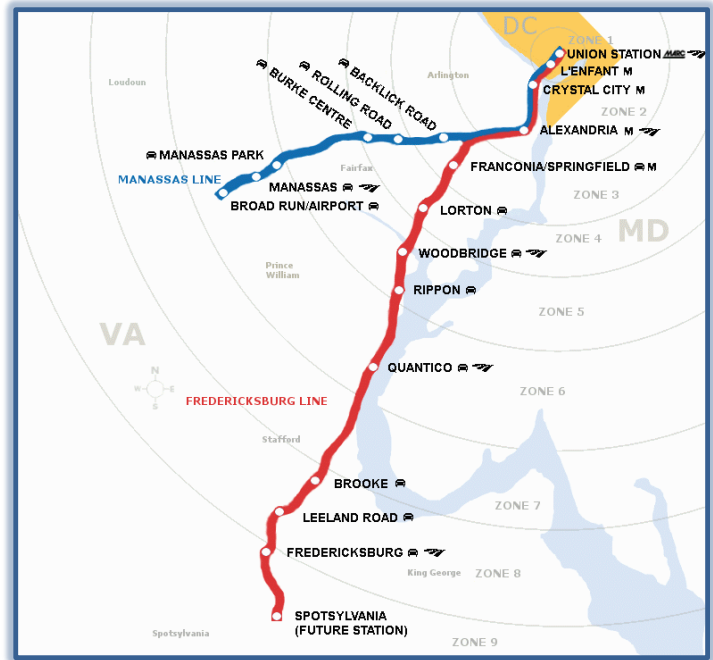 DC
ZONE 1
UNION STATION MARC
L'ENFANT M
CRYSTAL CITY M
ZONE 2
ALEXANDRIA M
Loudoun
Arlington
BACKLICK ROAD
ROLLING ROAD
BURKE CENTRE
MANASSAS PARK
Fairfax
MANASSAS LINE
MANASSAS
BROAD RUN/AIRPORT
FRANCONIA/SPRINGFIELD M
ZONE 3
LORTON
ZONE 4
MD
WOODBRIDGE
Prince
William
RIPPON
ZONE 5
VA
N
W E
S
QUANTICO
ZONE 6
FREDERICKSBURG LINE
Stafford
BROOKE
ZONE 7
LEELAND ROAD
FREDERICKSBURG
King George
ZONE 8
SPOTSYLVANIA
(FUTURE STATION)
Spotsylvania
ZONE 9